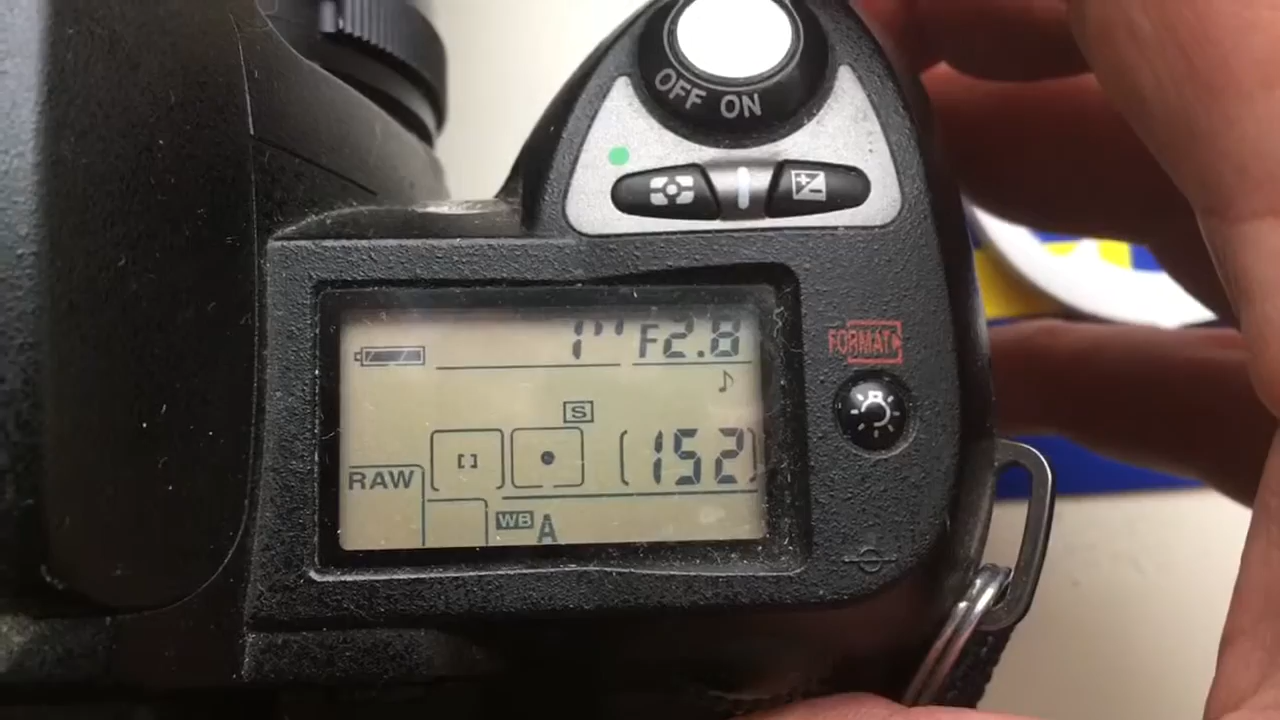 OFF ON
1" F2.8
FORMAT
S
[152]
RAW
WB A